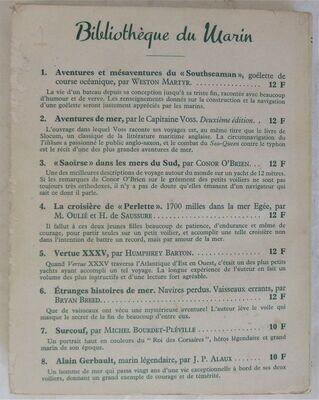 Bibliothèque du Marin
1. Aventures et mésaventures du « Southseaman », goélette de
course océanique, par WESTON MARTYR. ............ 12 F
La vie d'un bateau depuis sa conception jusqu'à sa triste fin, racontée avec beaucoup
d'humour et de verve. Les renseignements donnés sur la construction et la navigation
d'une goélette seront justement appréciés par les marins.
2. Aventures de mer, par le Capitaine VOSS. Deuxième édition. . 12 F
L'ouvrage dans lequel Voss raconte ses voyages est, au même titre que le livre de
Slocum, un classique de la littérature maritime anglaise. La circumnavigation du
Tilikum a passionné le public anglo-saxon, et le combat du Sea-Queen contre le typhon
est le récit d'une des plus grandes aventures de mer.
3. « Saoirse » dans les mers du Sud, par CONOR O'BRIEN. . . 12 F
Une des meilleures descriptions de voyage autour du monde sur un yacht de 12 mètres.
Si les remarques de Conor O'Brien sur le gréement des petits voiliers ne sont pas
toujours très orthodoxes, il n'y a pas de doute qu'elles émanent d'un navigateur qui
sait ce dont il parle.
4. La croisière de « Perlette ». 1700 milles dans la mer Egée, par
M. OULIÉ et H. DE SAUSSURE ................ 12 F
Il fallut à ces deux jeunes filles beaucoup de patience, d'endurance et même de
courage, pour partir seules sur un petit voilier, et accomplir une telle croisière non
dans l'intention de battre un record, mais par amour de la mer.
5. Vertue XXXV, par HUMPHREY BARTON. ........... 12 F
Quand Vertue XXXV traversa l'Atlantique d'Est en Ouest, c'était un des plus petits
yachts ayant accompli un tel voyage. La longue expérience de l'auteur en fait un
volume des plus instructifs et d'une lecture fort agréable.
6. Étranges histoires de mer. Navires perdus. Vaisseaux errants, par
BRYAN BREED. .......................... 12 F
Que de vaisseaux ont vécu une mystérieuse aventure! L'auteur lève le voile qui
masque le secret de la fin de beaucoup d'entre eux.
7. Surcouf, par MICHEL BOURDET-PLÉVILLE ........... 10 F
Un portrait haut en couleurs du " Roi des Corsaires ", héros légendaire et grand
marin de son époque.
8. Alain Gerbault, marin légendaire, par J. P. ALAUX ....... 10 F
Un homme de mer qui passa vingt ans d'une vie exceptionnelle à bord de ses deux
voiliers, donnant un grand exemple de courage et de témérité.